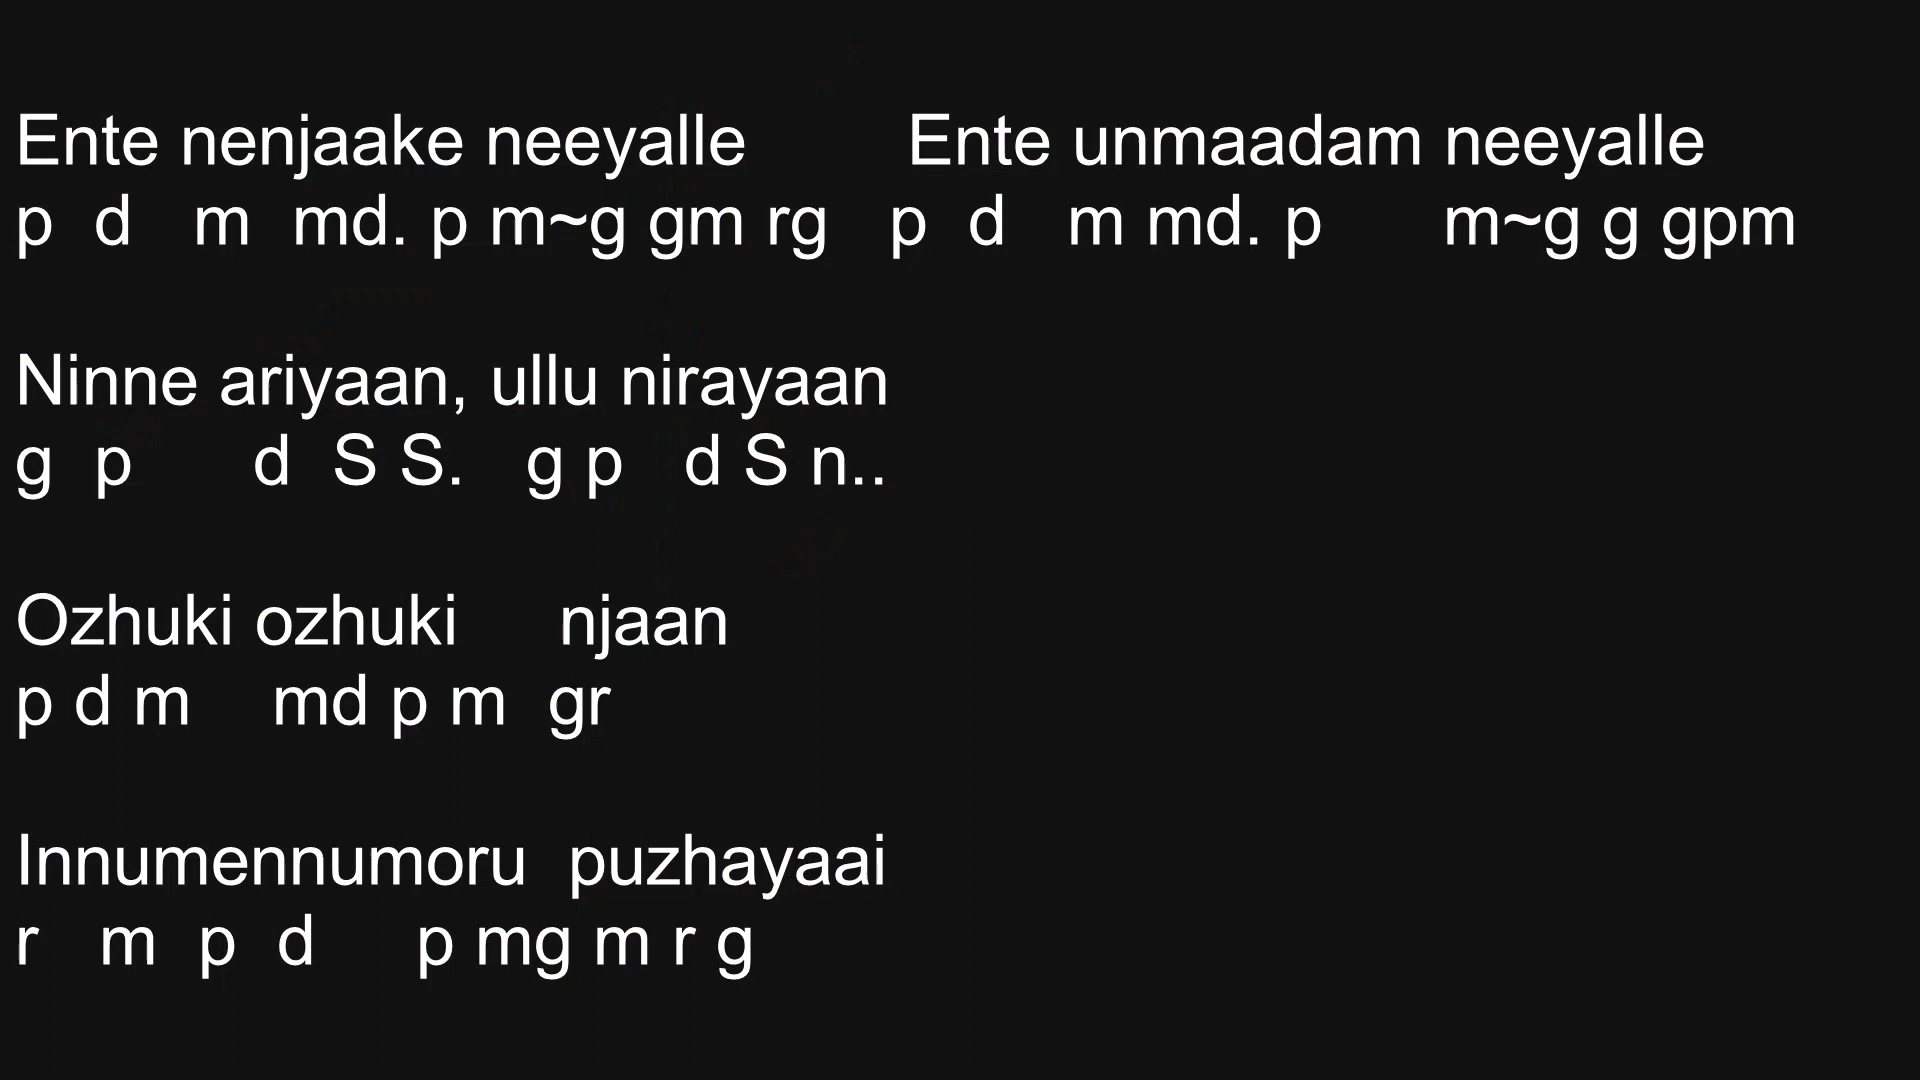 Ente nenjaake neeyalle Ente unmaadam neeyalle
p d m md. p m~g gm rg p d m md. p m~g g gpm
Ninne ariyaan, ullu nirayaan
g p d S S. g p d S n..
Ozhuki ozhuki njaan
p d m md p m gr
Innumennumoru puzhayaai
r m p d p mg m r g